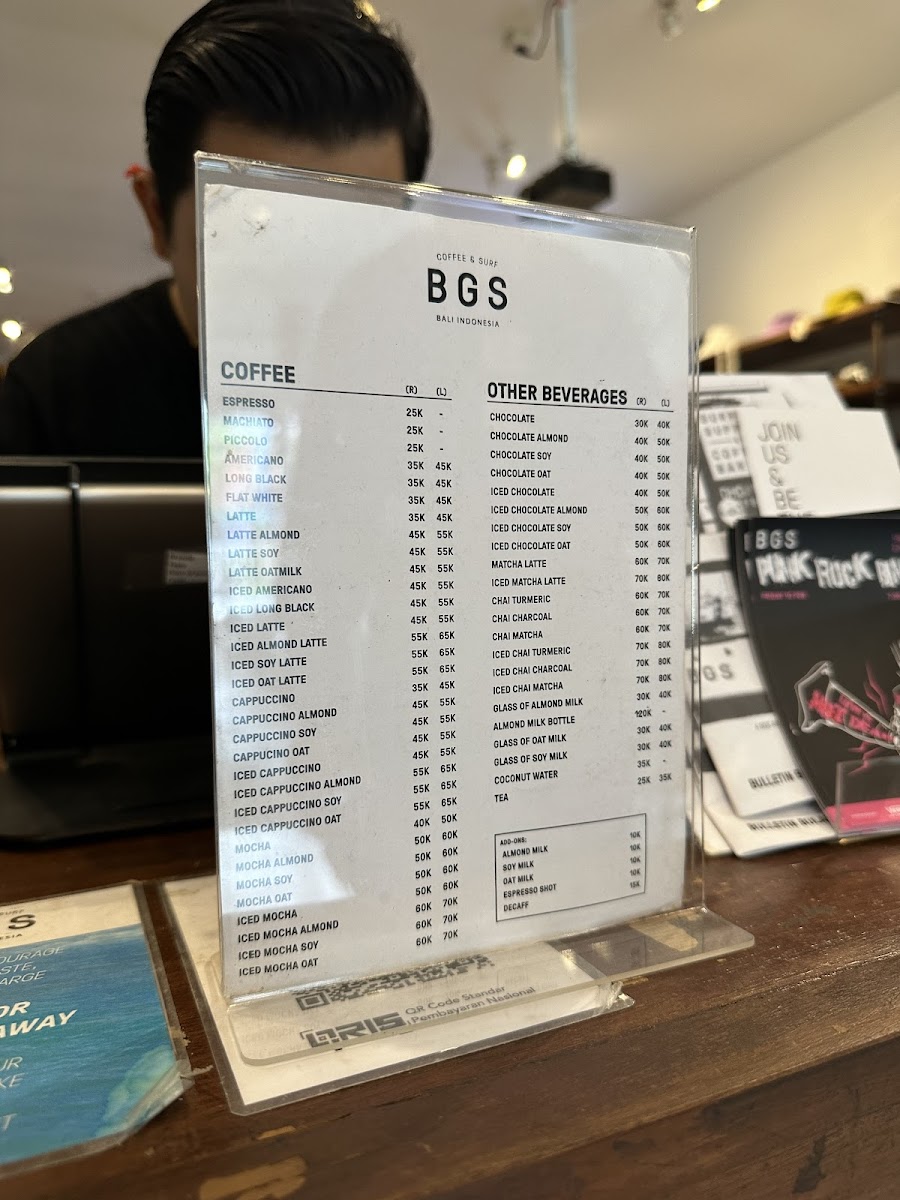 COFFEE & SURF
BGS
BALI INDONESIA
COFFEE (R) (L)
ESPRESSO 25K -
MACHIATO 25K -
PICCOLO 25K -
AMERICANO 35K 45K
LONG BLACK 35K 45K
FLAT WHITE 35K 45K
LATTE 35K 45K
LATTE ALMOND 45K 55K
LATTE SOY 45K 55K
LATTE OATMILK 45K 55K
ICED AMERICANO 45K 55K
ICED LONG BLACK 45K 55K
ICED LATTE 45K 55K
ICED ALMOND LATTE 55K 65K
ICED SOY LATTE 55K 65K
ICED OAT LATTE 55K 65K
CAPPUCCINO 35K 45K
CAPPUCCINO ALMOND 45K 55K
CAPPUCCINO SOY 45K 55K
CAPPUCINO OAT 45K 55K
ICED CAPPUCCINO 45K 55K
ICED CAPPUCCINO ALMOND 55K 65K
ICED CAPPUCCINO SOY 55K 65K
ICED CAPPUCCINO OAT 55K 65K
MOCHA 40K 50K
MOCHA ALMOND 50K 60K
MOCHA SOY 50K 60K
MOCHA OAT 50K 60K
ICED MOCHA 50K 60K
ICED MOCHA ALMOND 60K 70K
ICED MOCHA SOY 60K 70K
ICED MOCHA OAT 60K 70K
OTHER BEVERAGES (R) (L)
CHOCOLATE 30K 40K
CHOCOLATE ALMOND 40K 50K
CHOCOLATE SOY 40K 50K
CHOCOLATE OAT 40K 50K
ICED CHOCOLATE 40K 50K
ICED CHOCOLATE ALMOND 50K 60K
ICED CHOCOLATE SOY 50K 60K
ICED CHOCOLATE OAT 50K 60K
MATCHA LATTE 60K 70K
ICED MATCHA LATTE 70K 80K
CHAI TURMERIC 60K 70K
CHAI CHARCOAL 60K 70K
CHAI MATCHA 60K 70K
ICED CHAI TURMERIC 70K 80K
ICED CHAI CHARCOAL 70K 80K
ICED CHAI MATCHA 70K 80K
GLASS OF ALMOND MILK 30K 40K
ALMOND MILK BOTTLE 120K -
GLASS OF OAT MILK 30K 40K
GLASS OF SOY MILK 30K 40K
COCONUT WATER 35K -
TEA 25K 35K
ADD-ONS:
ALMOND MILK 10K
SOY MILK 10K
OAT MILK 10K
ESPRESSO SHOT 10K
DECAFF 15K
QRIS QR Code Standar
Pembayaran Nasional
JOIN
US
&
BE
BGS
PUNK ROCK
BGS
BULLETIN
BULLETIN
AWAY